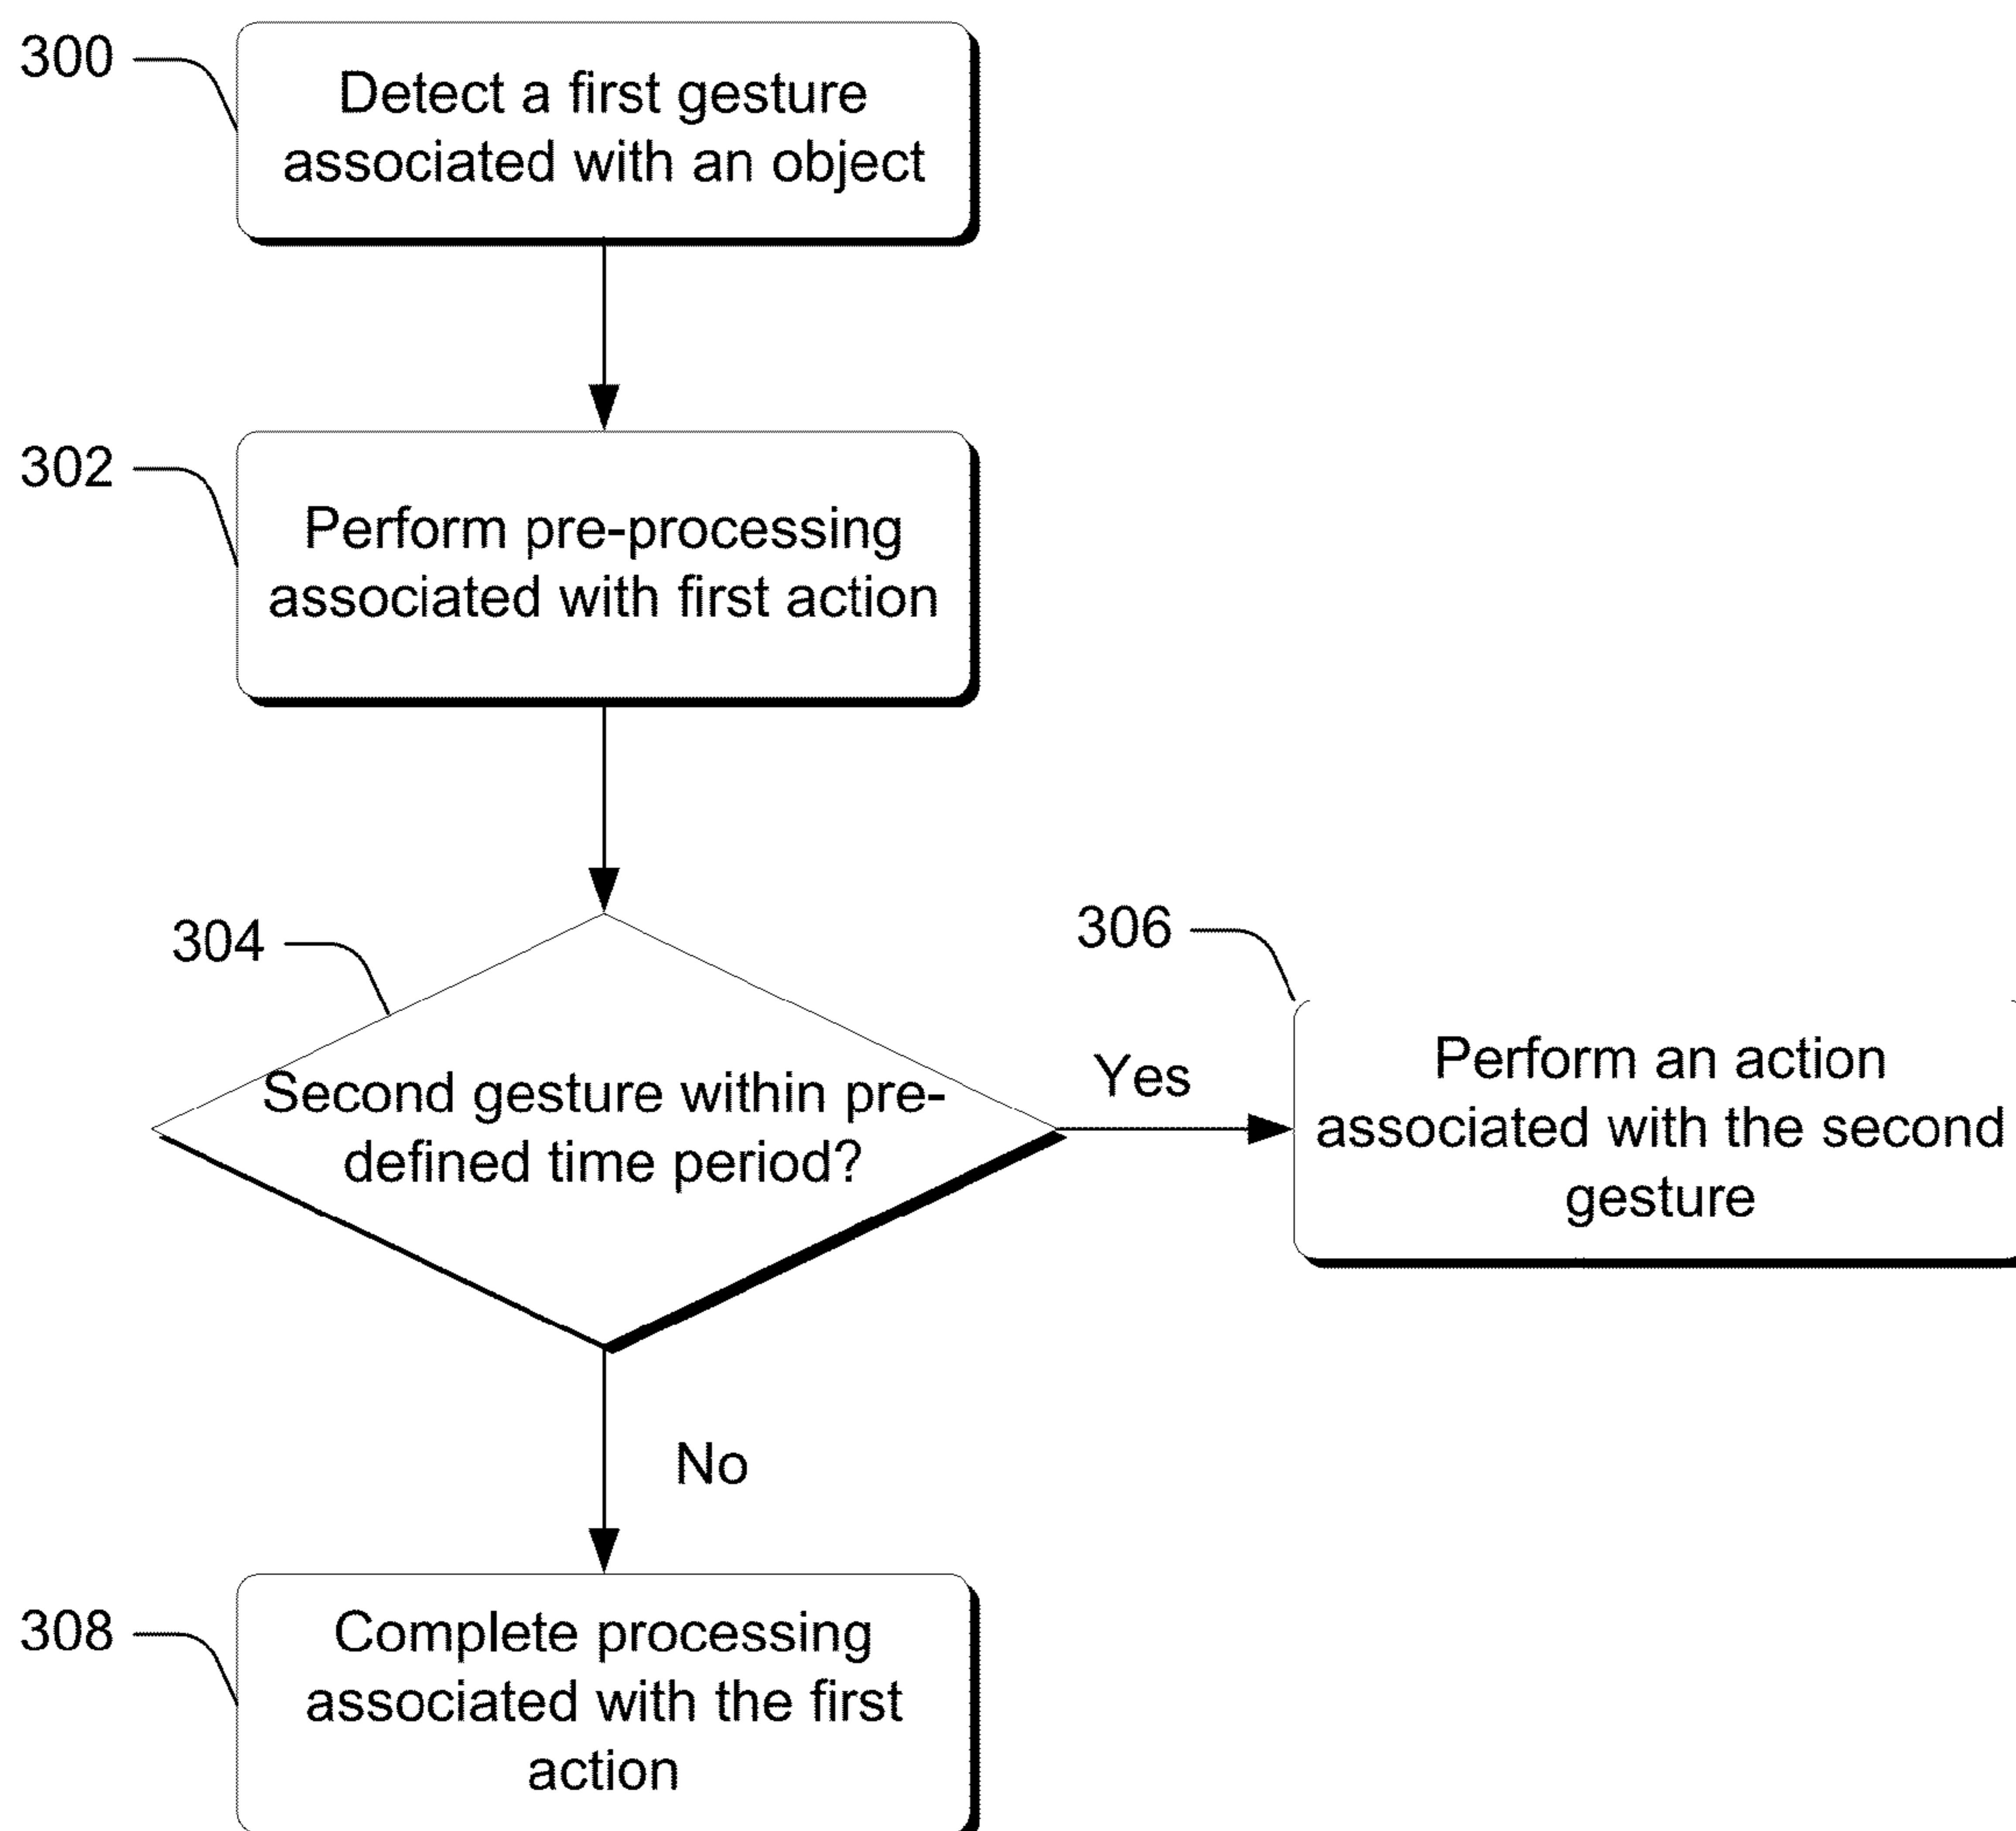 300
Detect a first gesture
associated with an object
302
Perform pre-processing
associated with first action
304
Second gesture within pre-
defined time period?
Yes
306
Perform an action
associated with the second
gesture
No
308
Complete processing
associated with the first
action